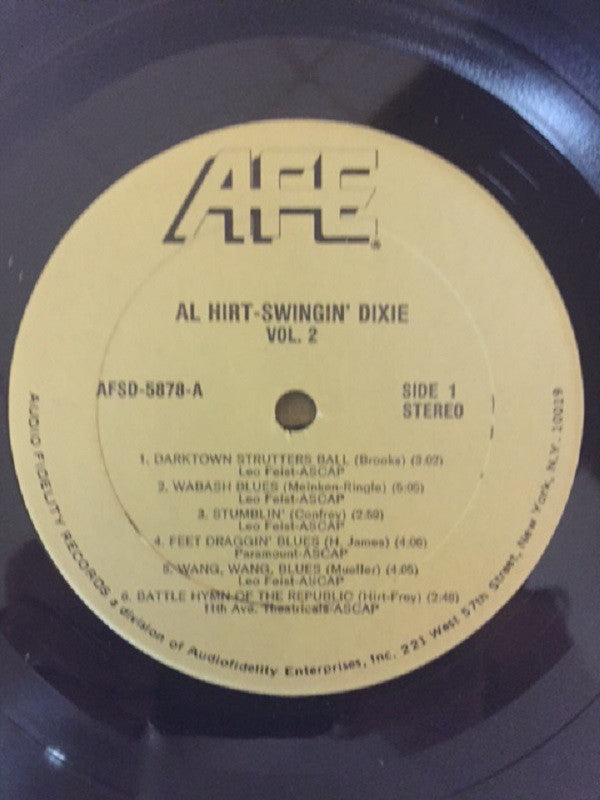 AFE®
AL HIRT-SWINGIN' DIXIE
VOL. 2
AFSD-5878-A
SIDE 1
STEREO
1. DARKTOWN STRUTTERS BALL (Brooks) (3:02)
Leo Feist-ASCAP
2. WABASH BLUES (Meinken-Ringle) (5:05)
Leo Feist-ASCAP
3. STUMBLIN' (Confrey) (2:59)
Leo Feist-ASCAP
4. FEET DRAGGIN' BLUES (H. James) (4:06)
Paramount-ASCAP
5. WANG, WANG, BLUES (Mueller) (4:05)
Leo Feist-ASCAP
6. BATTLE HYMN OF THE REPUBLIC (Hirt-Frey) (2:48)
11th Ave. Theatricals-ASCAP
AUDIO FIDELITY RECORDS a division of Audiofidelity Enterprises, Inc. 221 West 57th Street, New York, N.Y. 10019